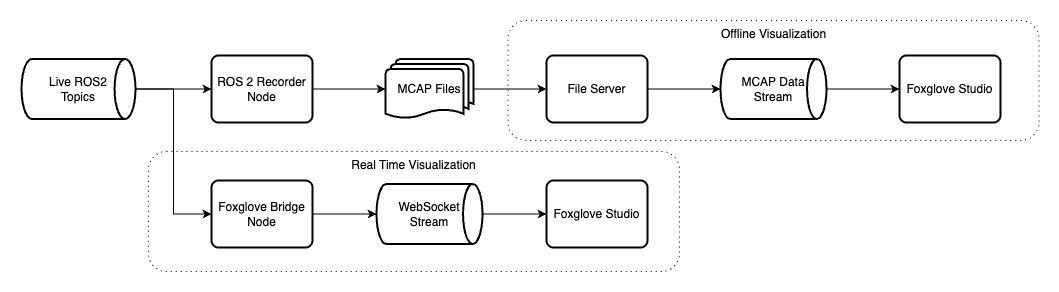 Offline Visualization
Live ROS2
Topics
ROS 2 Recorder
Node
MCAP Files
File Server
MCAP Data
Stream
Foxglove Studio
Real Time Visualization
Foxglove Bridge
Node
WebSocket
Stream
Foxglove Studio